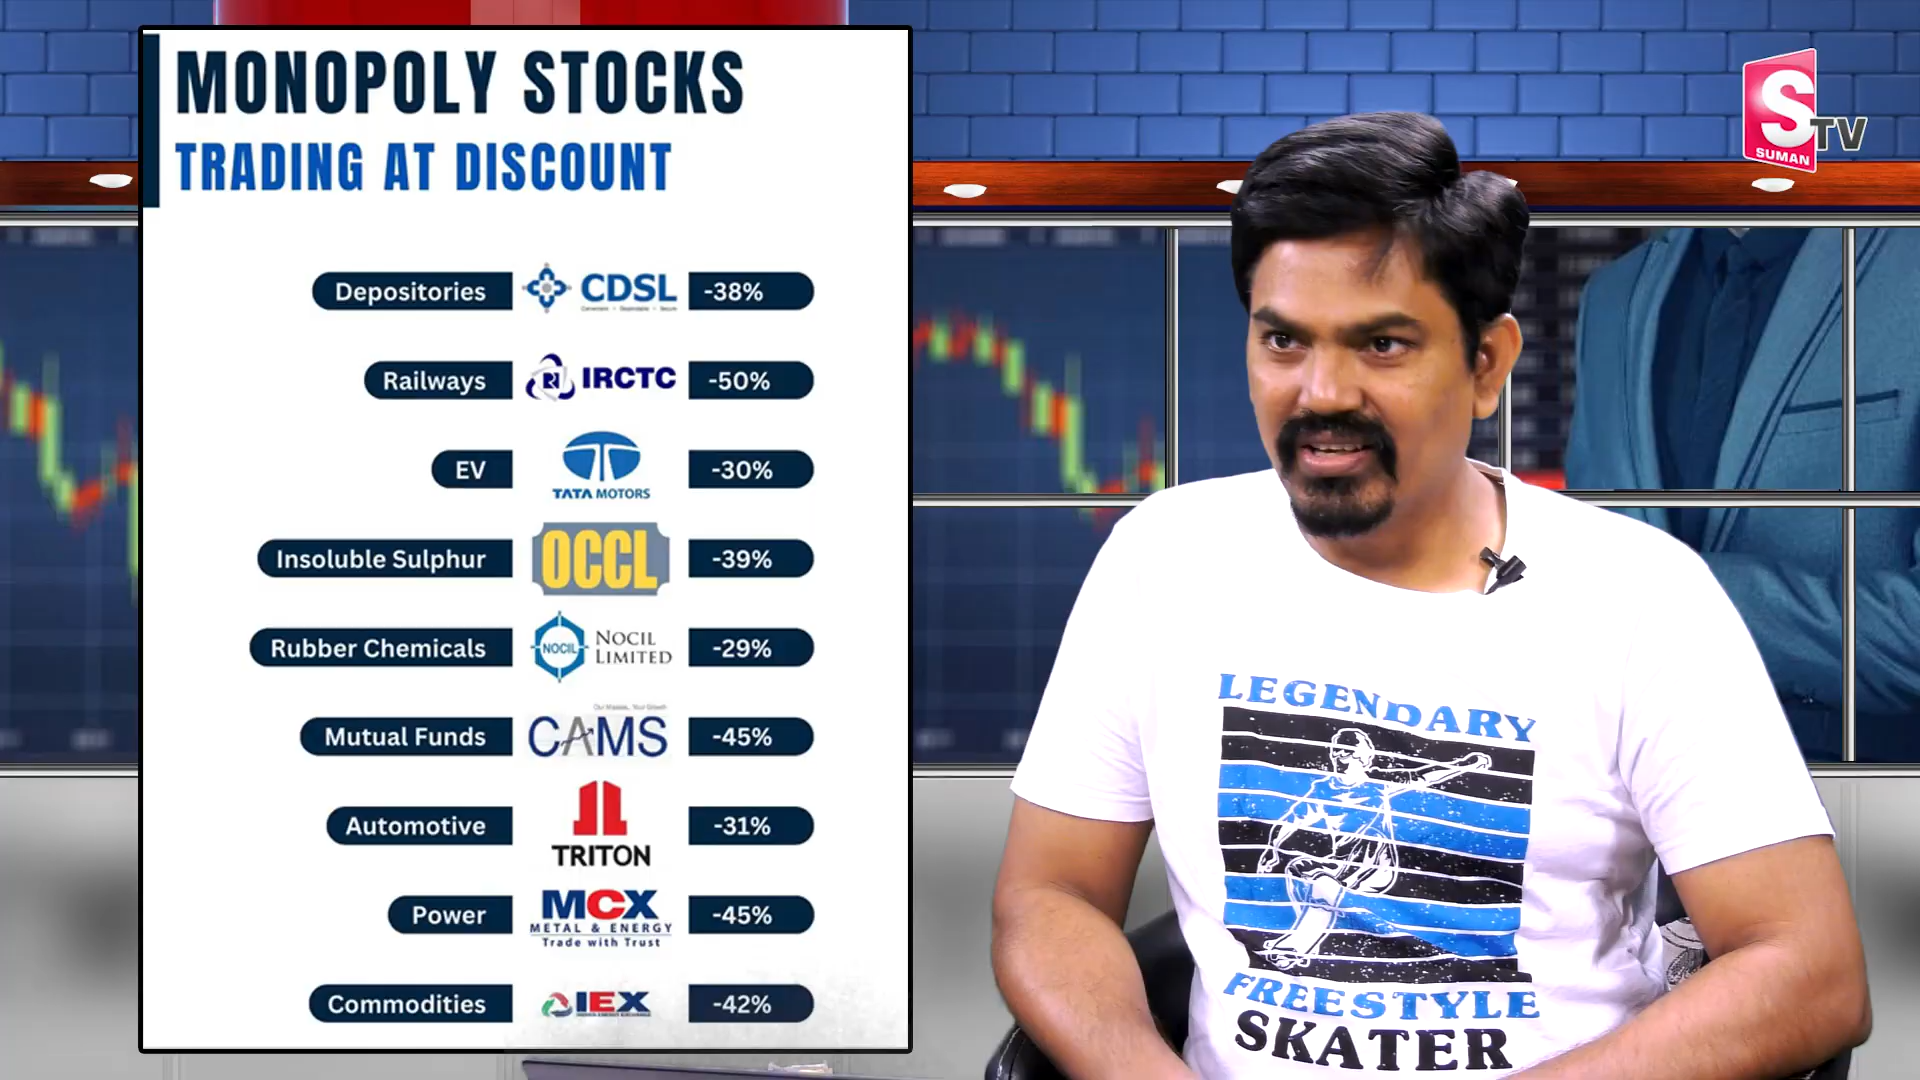 MONOPOLY STOCKS
TRADING AT DISCOUNT
Depositories CDSL -38%
Railways IRCTC -50%
EV TATA MOTORS -30%
Insoluble Sulphur OCCL -39%
Rubber Chemicals NOCIL NOCIL LIMITED -29%
Mutual Funds CAMS -45%
Automotive TRITON -31%
Power MCX METAL & ENERGY Trade with Trust -45%
Commodities IEX -42%
S TV
SUMAN
LEGENDARY
FREESTYLE
SKATER